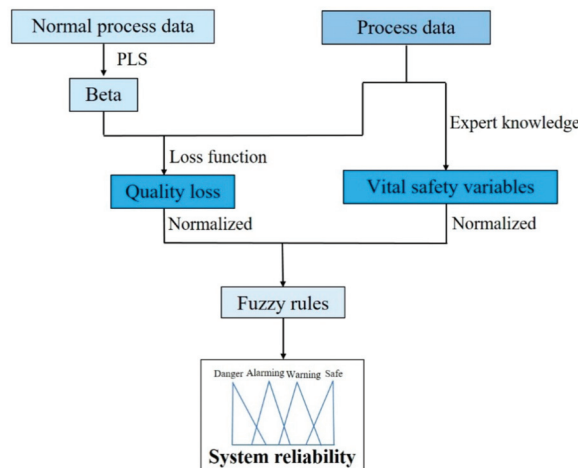 Normal process data
Process data
PLS
Beta
Expert knowledge
Loss function
Quality loss
Vital safety variables
Normalized
Normalized
Fuzzy rules
Danger Alarming Warning Safe
System reliability